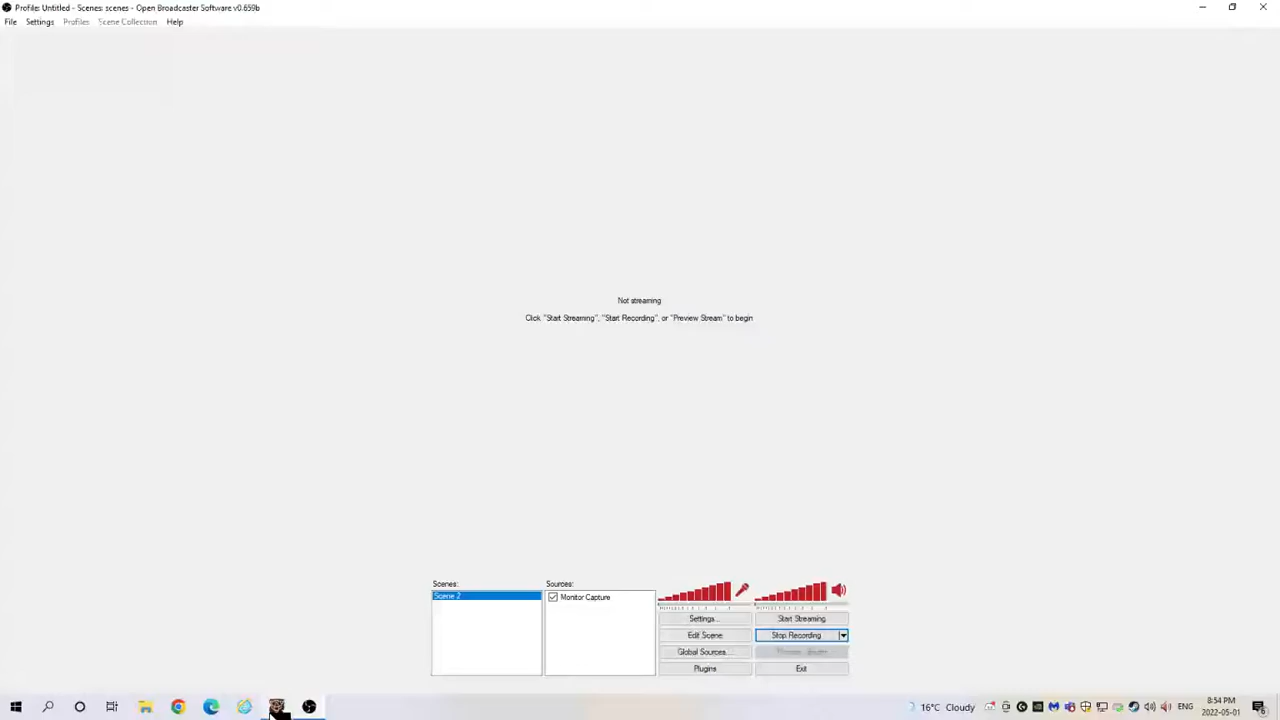 Profile: Untitled - Scenes: scenes - Open Broadcaster Software v0.659b
File Settings Profiles Scene Collection Help
Not streaming
Click "Start Streaming", "Start Recording", or "Preview Stream" to begin
Scenes:
Scene 2
Sources:
Monitor Capture
Settings...
Start Streaming
Edit Scene
Stop Recording
Global Sources...
Plugins
Exit
16°C Cloudy
ENG
8:54 PM
2022-05-01